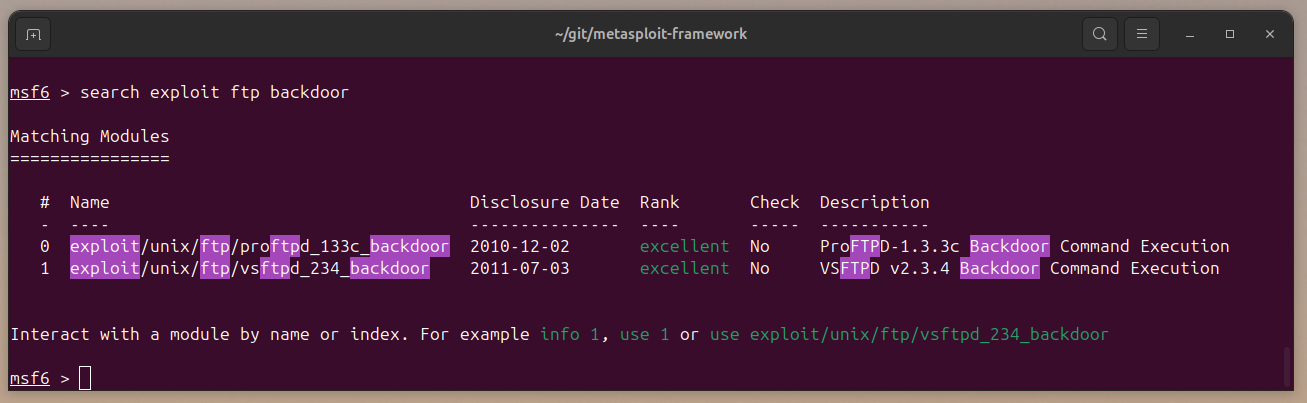 ~/git/metasploit-framework
msf6 > search exploit ftp backdoor
Matching Modules
================
#  Name                                  Disclosure Date  Rank       Check  Description
-  ----                                  ---------------  ----       -----  -----------
0  exploit/unix/ftp/proftpd_133c_backdoor  2010-12-02       excellent  No     ProFTPD-1.3.3c Backdoor Command Execution
1  exploit/unix/ftp/vsftpd_234_backdoor    2011-07-03       excellent  No     VSFTPD v2.3.4 Backdoor Command Execution
Interact with a module by name or index. For example info 1, use 1 or use exploit/unix/ftp/vsftpd_234_backdoor
msf6 >